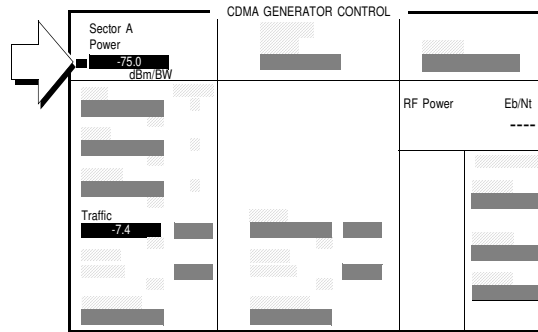 CDMA GENERATOR CONTROL
Sector A
Power
-75.0
dBm/BW
RF Power Eb/Nt
----
Traffic
-7.4